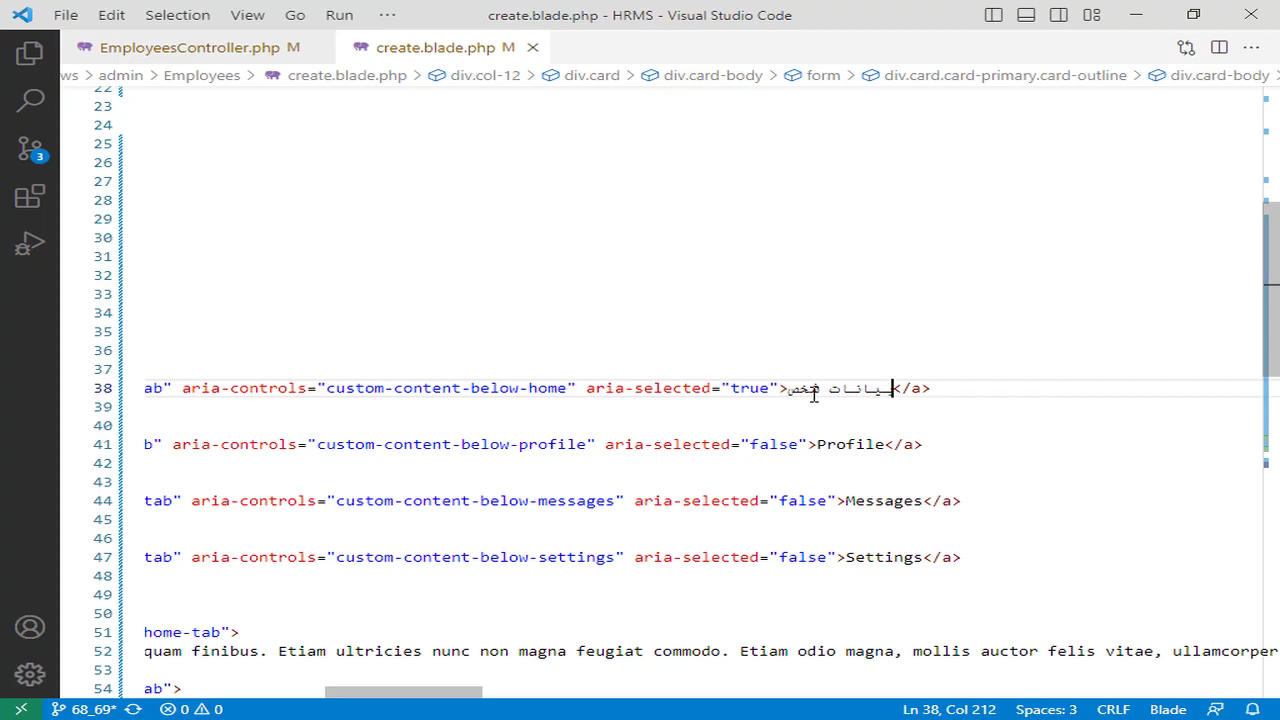 File Edit Selection View Go Run ··· create.blade.php - HRMS - Visual Studio Code
EmployeesController.php M create.blade.php M
ws > admin > Employees > create.blade.php > div.col-12 > div.card > div.card-body > form > div.card.card-primary.card-outline > div.card-body >
22
23
24
25
26
27
28
29
30
31
32
33
34
35
36
37
38 ab" aria-controls="custom-content-below-home" aria-selected="true">بيانات شخص</a>
39
40
41 b" aria-controls="custom-content-below-profile" aria-selected="false">Profile</a>
42
43
44 tab" aria-controls="custom-content-below-messages" aria-selected="false">Messages</a>
45
46
47 tab" aria-controls="custom-content-below-settings" aria-selected="false">Settings</a>
48
49
50
51 home-tab">
52 quam finibus. Etiam ultricies nunc non magna feugiat commodo. Etiam odio magna, mollis auctor felis vitae, ullamcorper
53
54 ab">
3
68_69* 0 0 Ln 38, Col 212 Spaces: 3 CRLF Blade